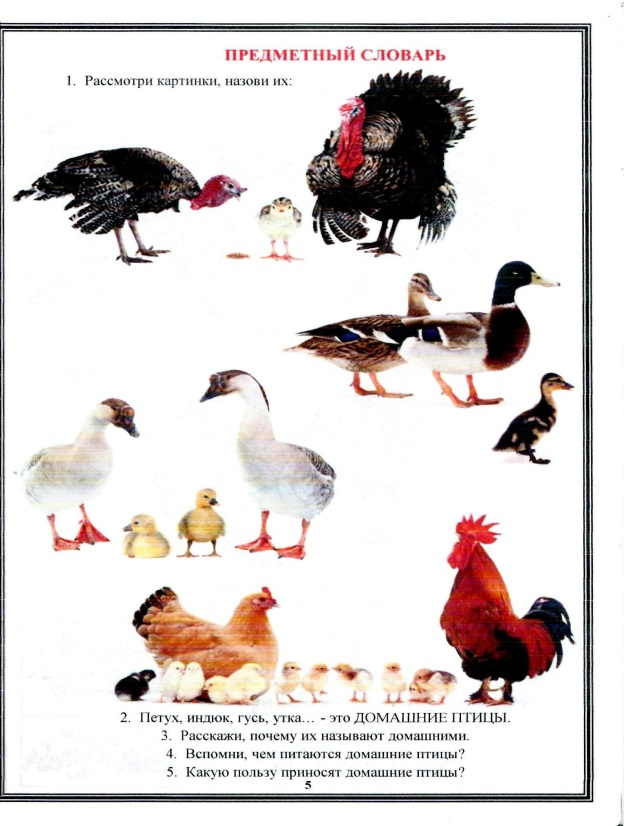 ПРЕДМЕТНЫЙ СЛОВАРЬ
1. Рассмотри картинки, назови их:
2. Петух, индюк, гусь, утка… - это ДОМАШНИЕ ПТИЦЫ.
3. Расскажи, почему их называют домашними.
4. Вспомни, чем питаются домашние птицы?
5. Какую пользу приносят домашние птицы?
5